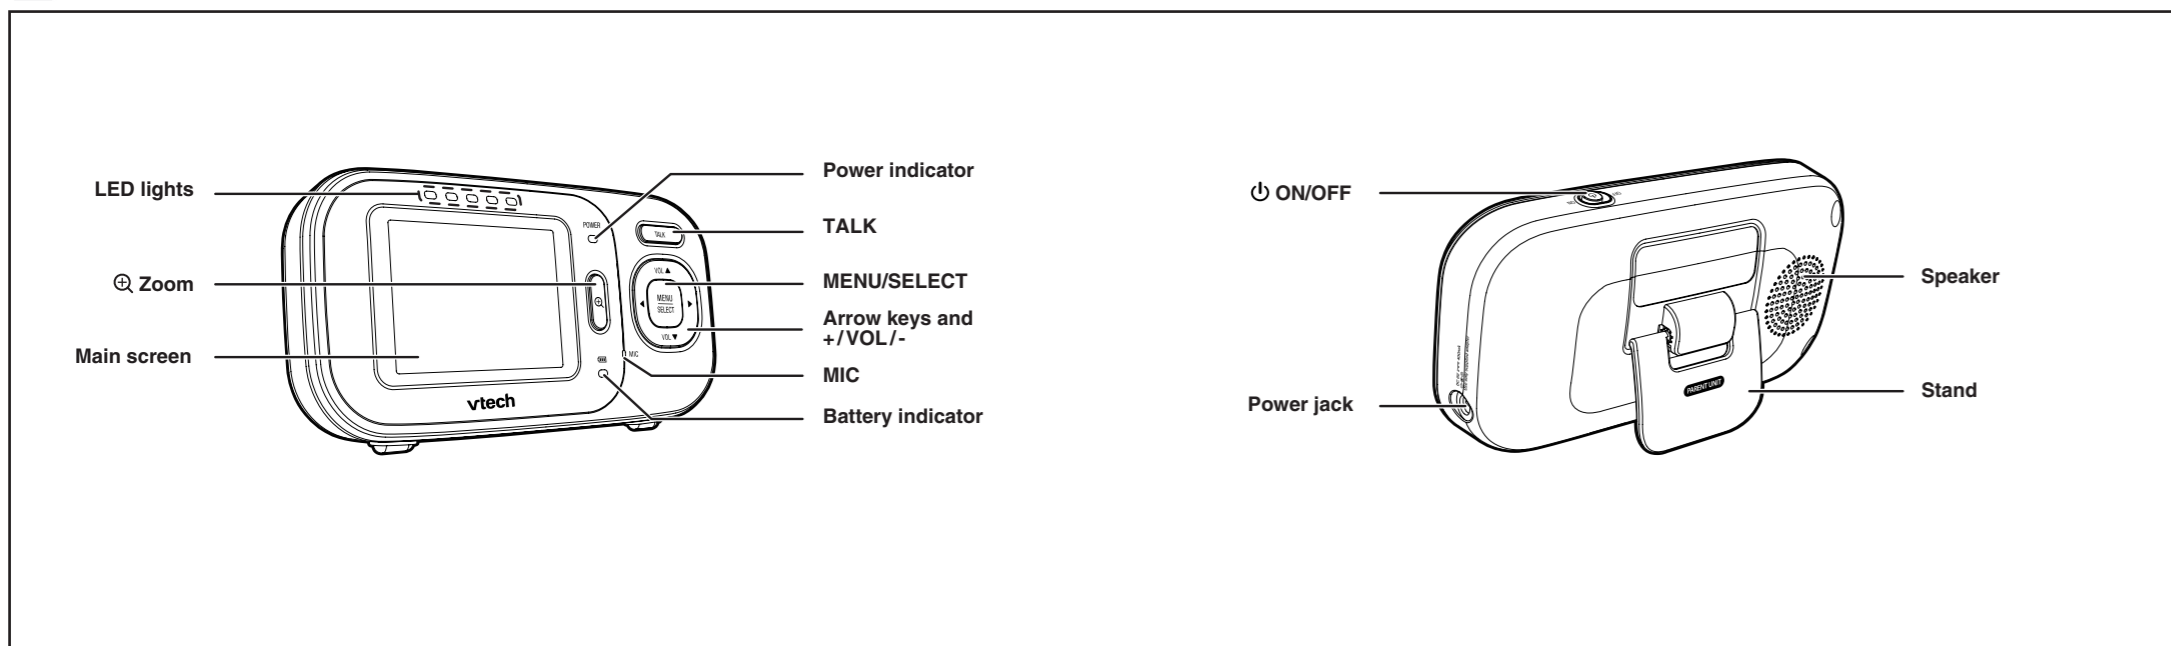 LED lights
Zoom
Main screen
Power indicator
TALK
MENU/SELECT
Arrow keys and
+/VOL/-
MIC
Battery indicator
POWER
TALK
VOL ▲
MENU
SELECT
VOL ▼
MIC
vtech
ON/OFF
Power jack
Speaker
Stand
PARENT UNIT